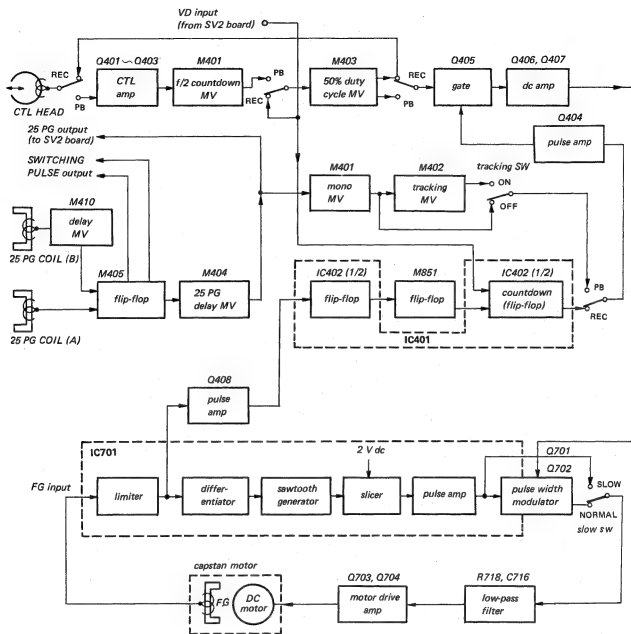 VD input
(from SV2 board)
Q401 ~ Q403
M401
M403
Q405
Q406, Q407
REC
CTL
amp
f/2 countdown
MV
PB
REC
50% duty
cycle MV
REC
PB
gate
dc amp
CTL HEAD
PB
Q404
25 PG output
(to SV2 board)
pulse amp
SWITCHING
PULSE output
M401
M402
tracking SW
mono
MV
tracking
MV
ON
OFF
M410
delay
MV
25 PG COIL (B)
M405
M404
IC402 (1/2)
M851
IC402 (1/2)
flip-flop
25 PG
delay MV
flip-flop
flip-flop
countdown
(flip-flop)
PB
REC
25 PG COIL (A)
IC401
Q408
pulse
amp
IC701
2 V dc
Q701
Q702
FG input
limiter
differ-
entiator
sawtooth
generator
slicer
pulse amp
pulse width
modulator
SLOW
NORMAL
slow sw
capstan motor
Q703, Q704
R718, C716
FG
DC
motor
motor drive
amp
low-pass
filter